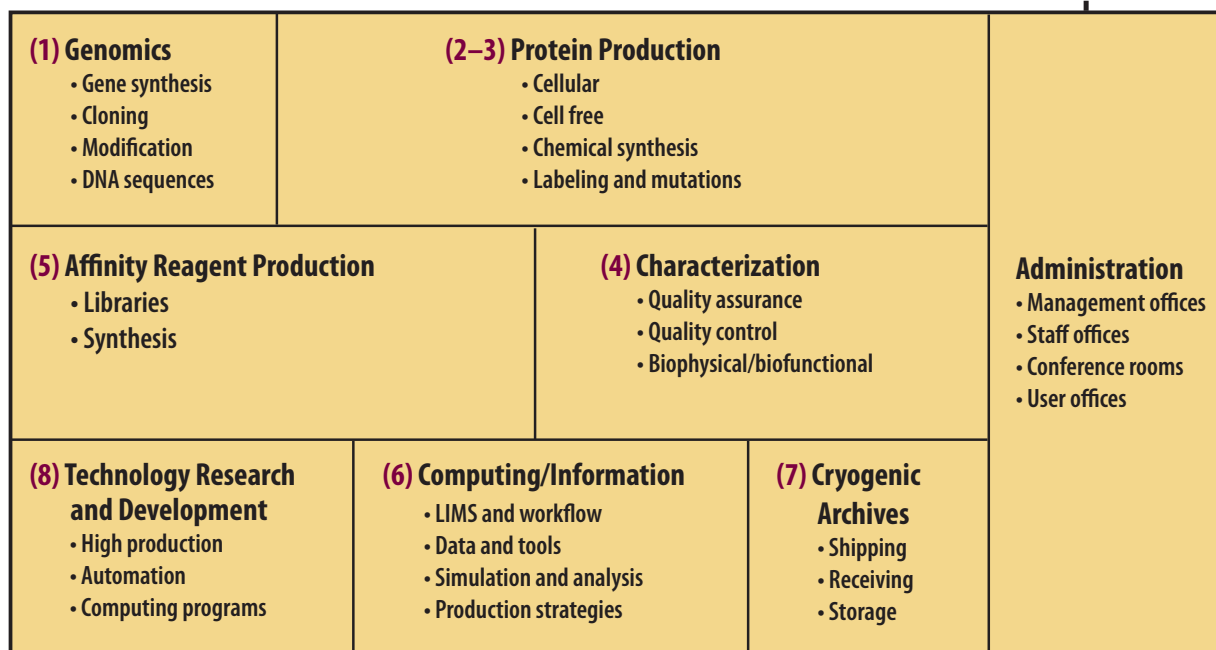 (1) Genomics
• Gene synthesis
• Cloning
• Modification
• DNA sequences
(2–3) Protein Production
• Cellular
• Cell free
• Chemical synthesis
• Labeling and mutations
(5) Affinity Reagent Production
• Libraries
• Synthesis
(4) Characterization
• Quality assurance
• Quality control
• Biophysical/biofunctional
Administration
• Management offices
• Staff offices
• Conference rooms
• User offices
(8) Technology Research
and Development
• High production
• Automation
• Computing programs
(6) Computing/Information
• LIMS and workflow
• Data and tools
• Simulation and analysis
• Production strategies
(7) Cryogenic
Archives
• Shipping
• Receiving
• Storage